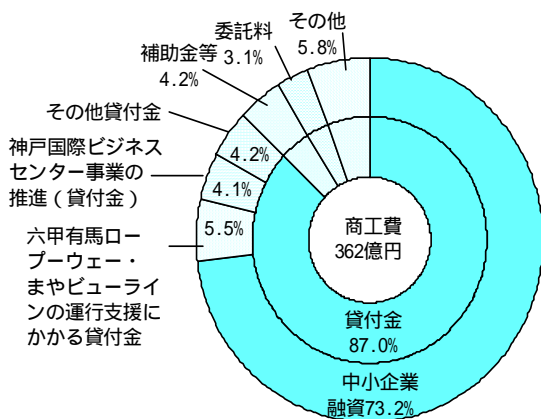 その他
5.8%
委託料
3.1%
補助金等
4.2%
その他貸付金
4.2%
神戸国際ビジネス
センター事業の
推進(貸付金)
4.1%
六甲有馬ロー
プーウェー・
まやビューライ
ンの運行支援に
かかる貸付金
5.5%
商工費
362億円
貸付金
87.0%
中小企業
融資73.2%